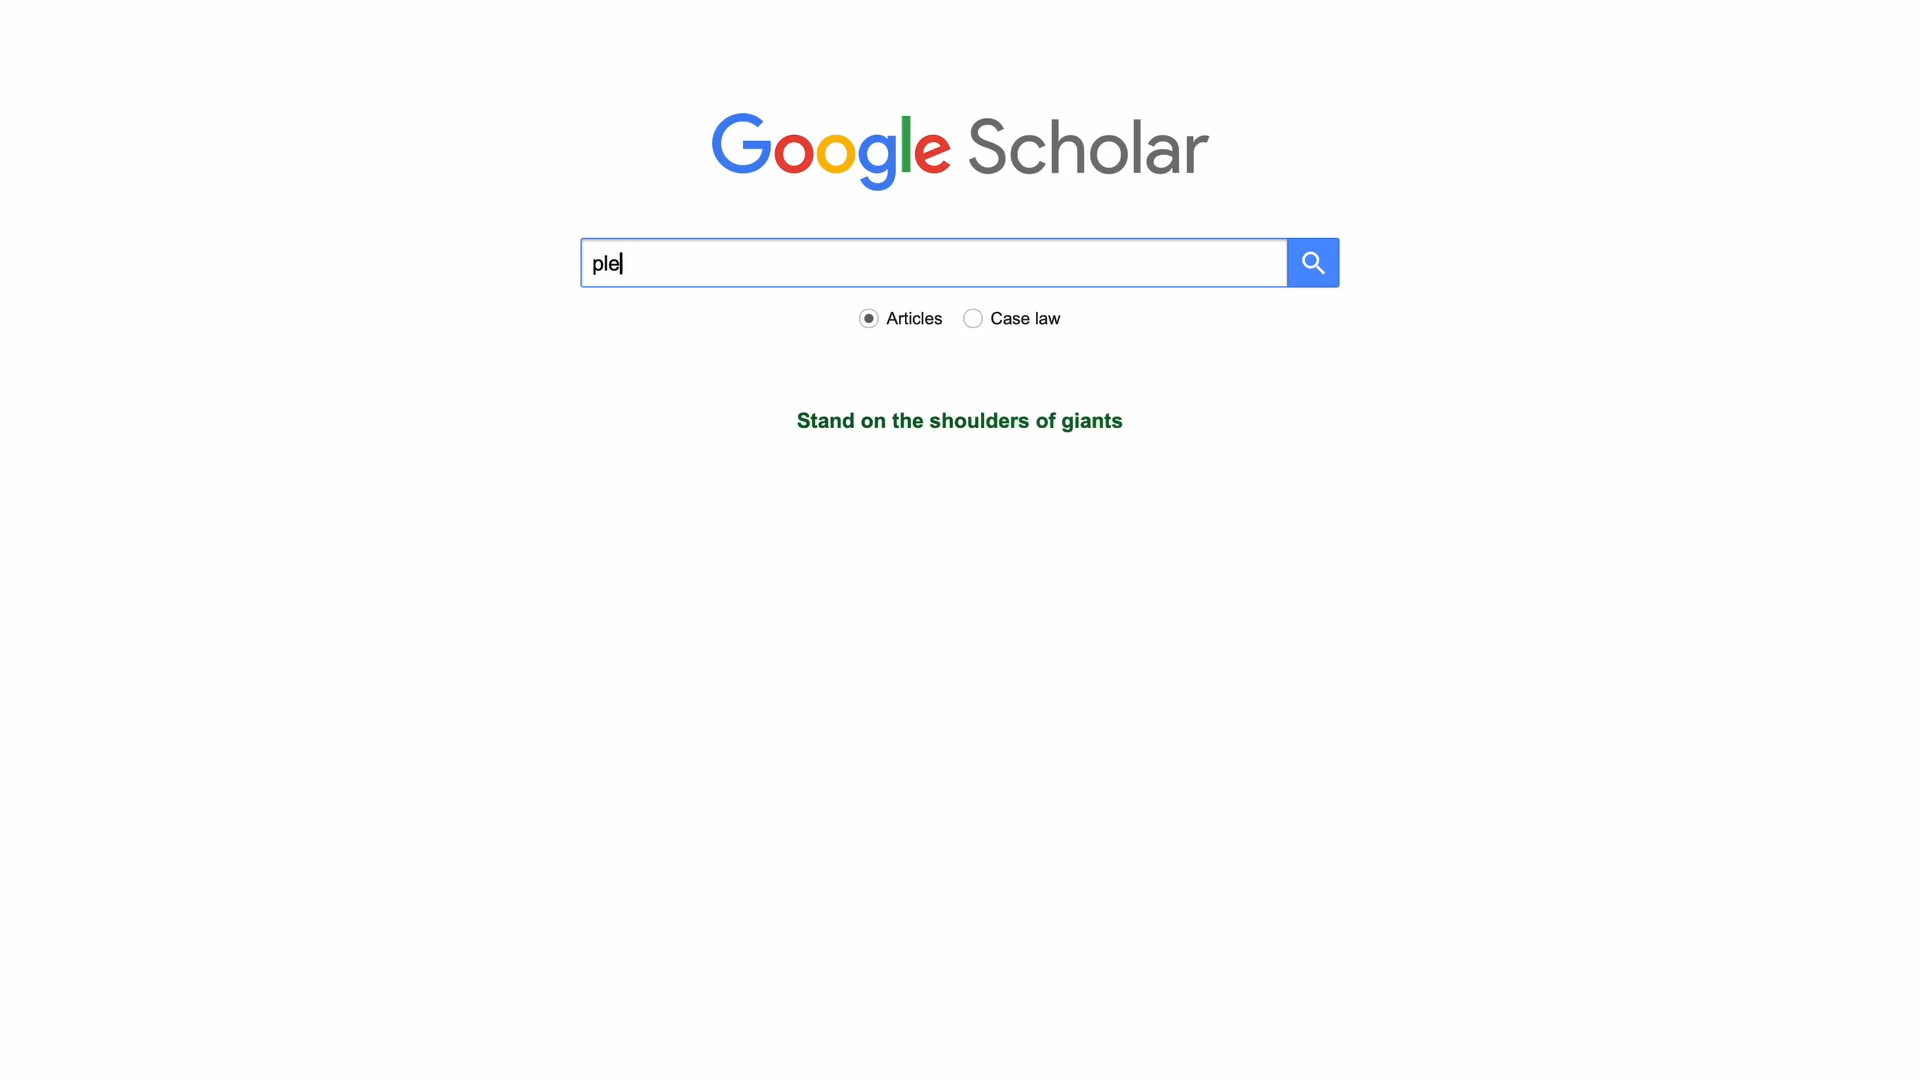 Google Scholar
ple
Articles Case law
Stand on the shoulders of giants